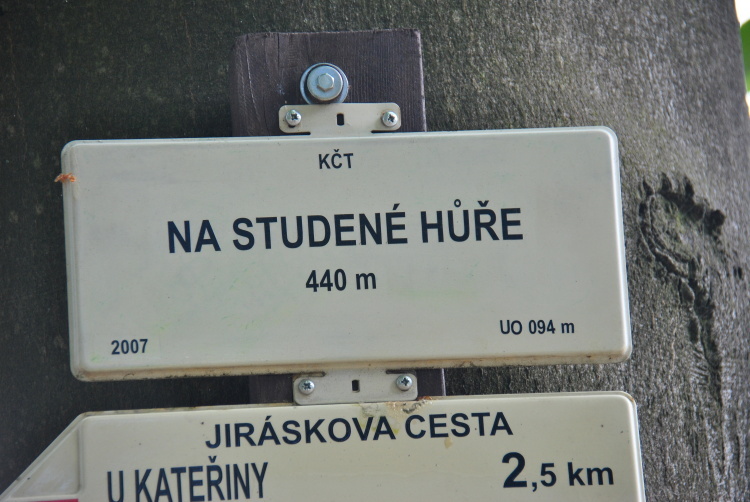 KČT
NA STUDENÉ HŮŘE
440 m
2007 UO 094 m
JIRÁSKOVA CESTA
U KATEŘINY 2,5 km